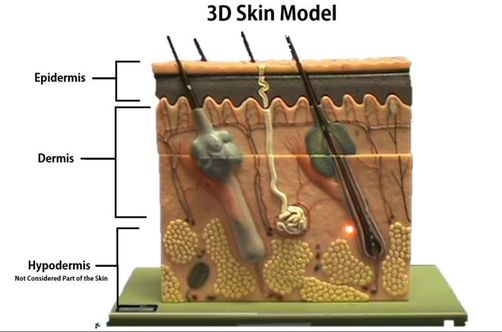 3D Skin Model
Epidermis
Dermis
Hypodermis
Not Considered Part of the Skin